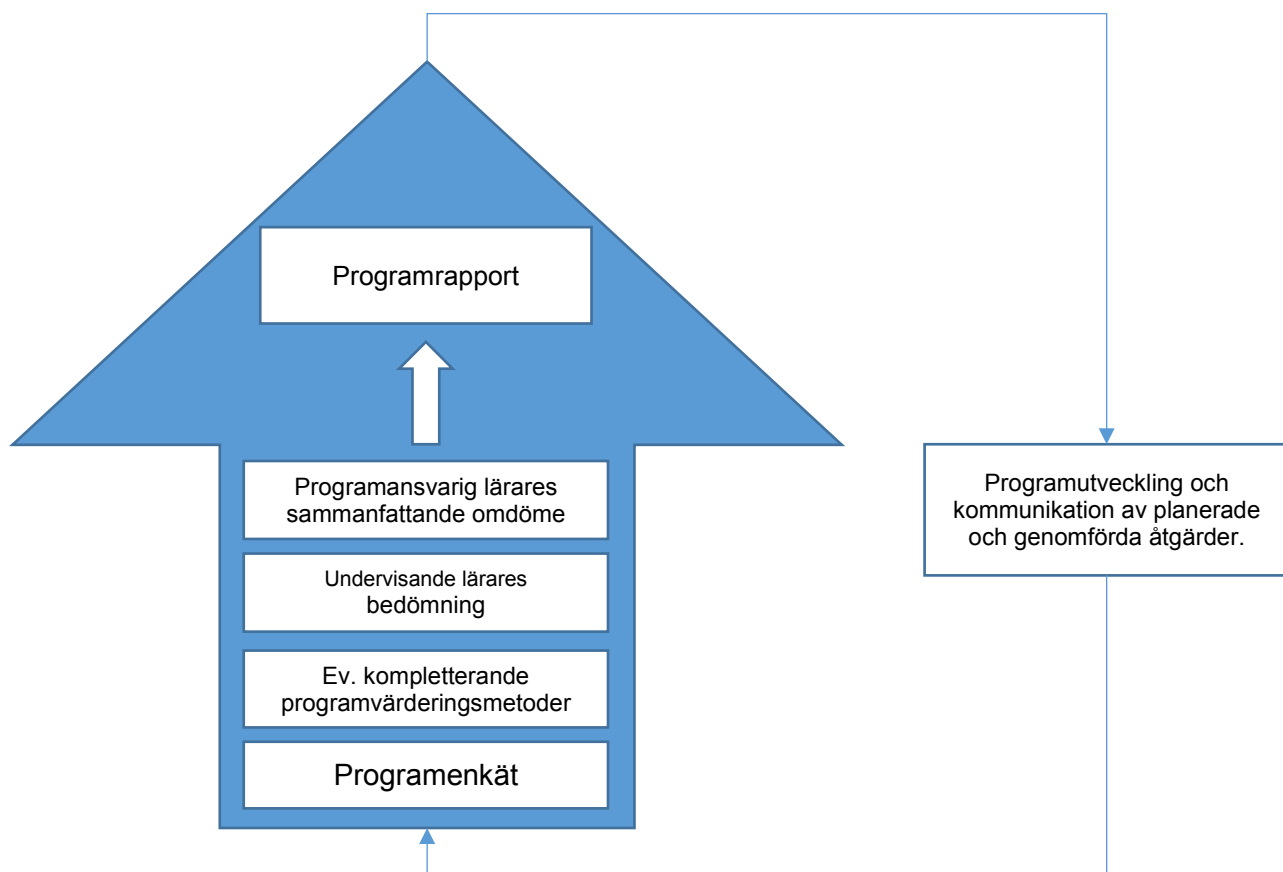 Programrapport
Programansvarig lärares
sammanfattande omdöme
Undervisande lärares
bedömning
Ev. kompletterande
programvärderingsmetoder
Programenkät
Programutveckling och
kommunikation av planerade
och genomförda åtgärder.